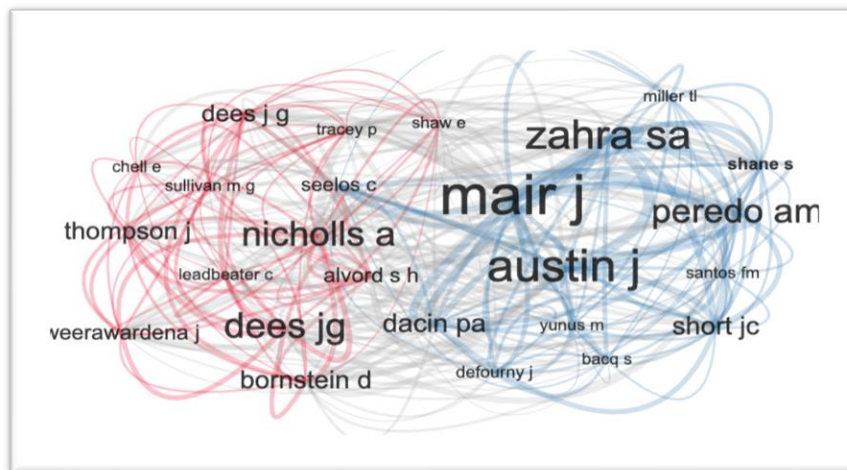 miller tl
dees j g
tracey p
shaw e
zahra sa
chell e
sullivan m g
seelos c
shane s
mair j
peredo am
thompson j
nicholls a
leadbeater c
alvord s h
austin j
santos fm
veerawardena j
dees jg
dacin pa
yunus m
short jc
bornstein d
defourny j
bacq s